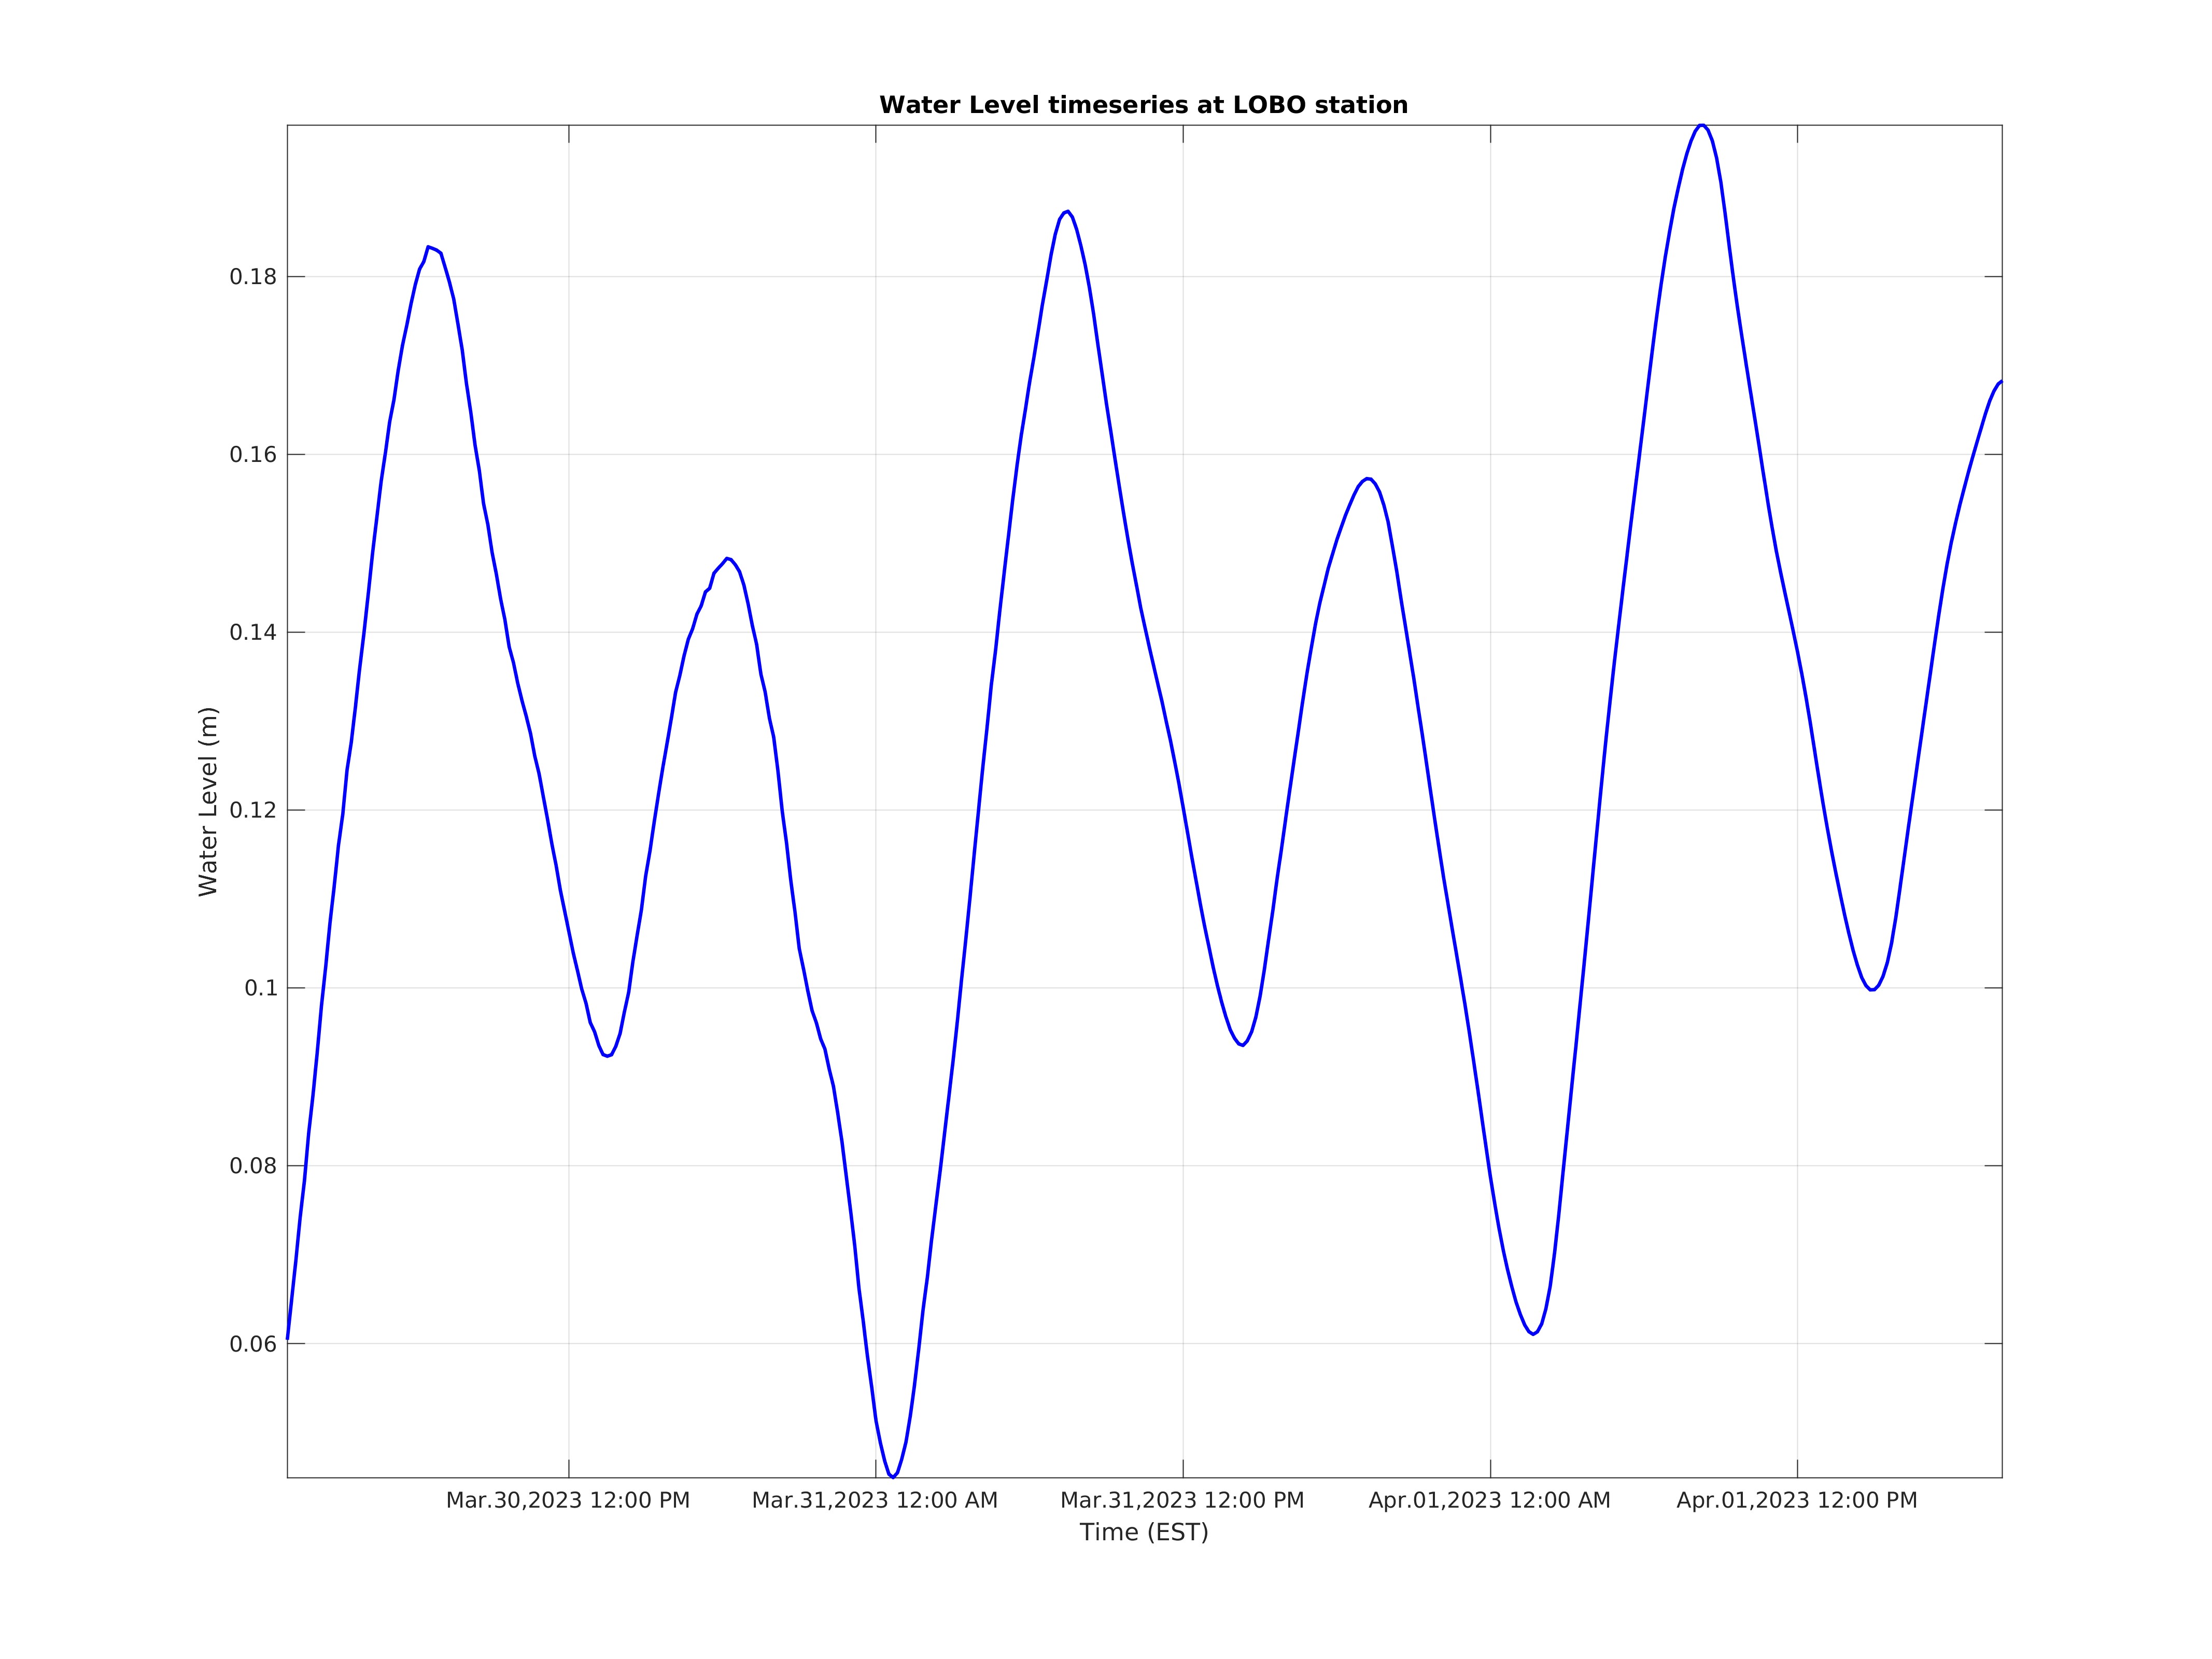 Water Level timeseries at LOBO station
0.18
0.16
0.14
0.12
0.1
0.08
0.06
Water Level (m)
Mar.30,2023 12:00 PM
Mar.31,2023 12:00 AM
Mar.31,2023 12:00 PM
Apr.01,2023 12:00 AM
Apr.01,2023 12:00 PM
Time (EST)